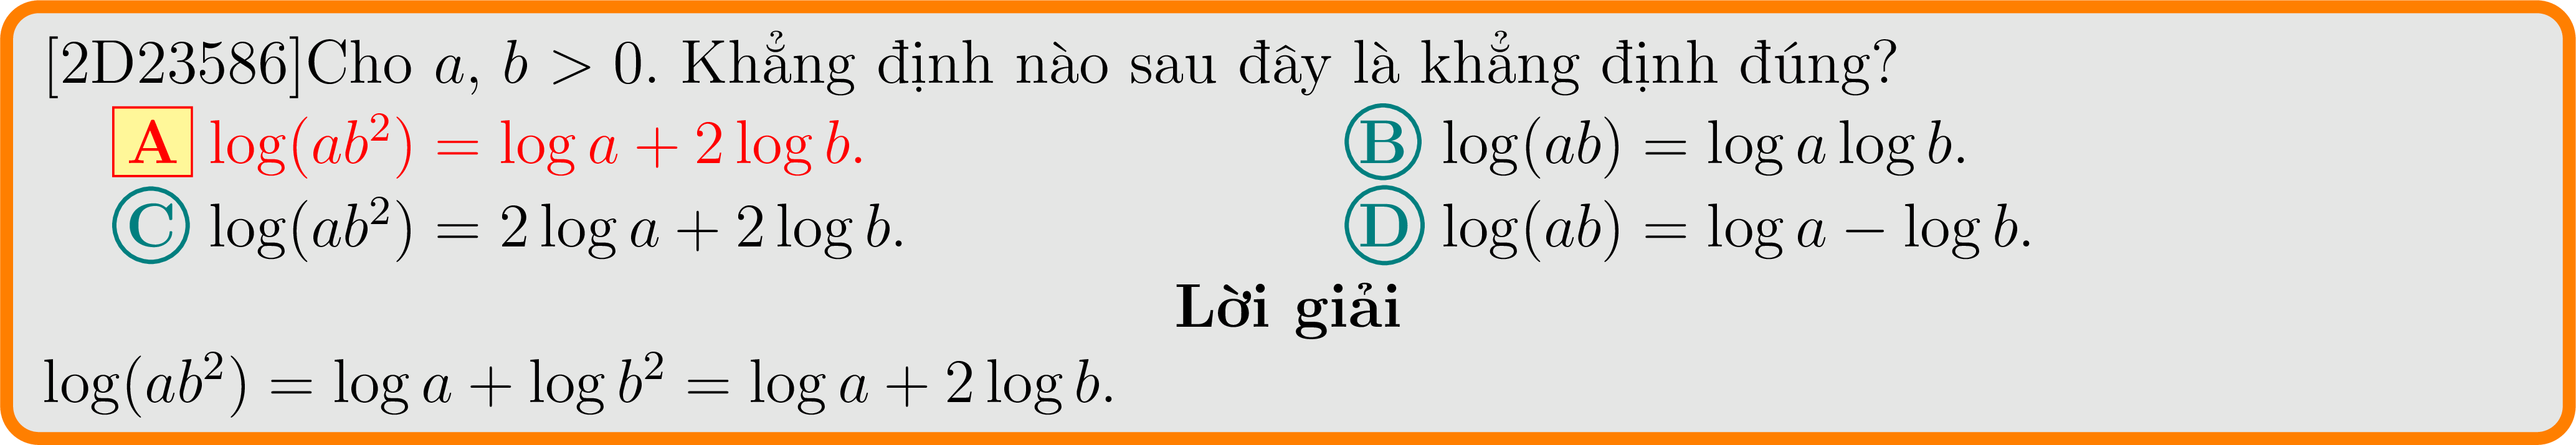 [2D23586]Cho a, b > 0. Khẳng định nào sau đây là khẳng định đúng?
A log(ab²) = log a + 2 log b. B log(ab) = log a log b.
C log(ab²) = 2 log a + 2 log b. D log(ab) = log a − log b.
Lời giải
log(ab²) = log a + log b² = log a + 2 log b.